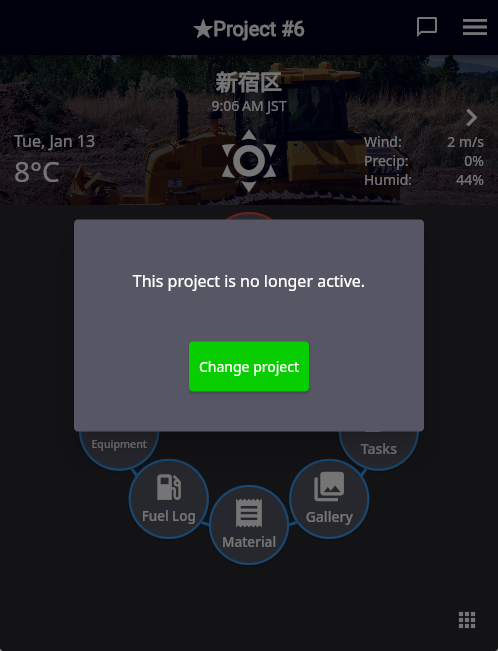 ★Project #6
新宿区
9:06 AM JST
Tue, Jan 13
8°C
Wind: 2 m/s
Precip: 0%
Humid: 44%
This project is no longer active.
Change project
Equipment
Tasks
Fuel Log
Gallery
Material